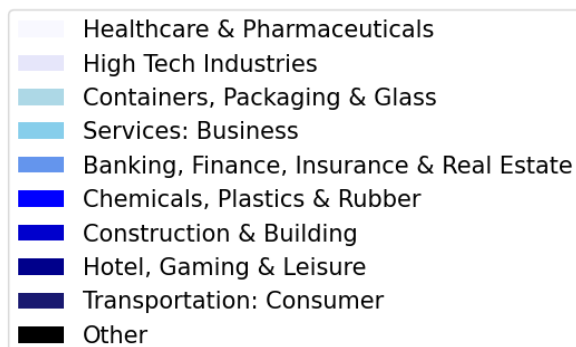 Healthcare & Pharmaceuticals
High Tech Industries
Containers, Packaging & Glass
Services: Business
Banking, Finance, Insurance & Real Estate
Chemicals, Plastics & Rubber
Construction & Building
Hotel, Gaming & Leisure
Transportation: Consumer
Other